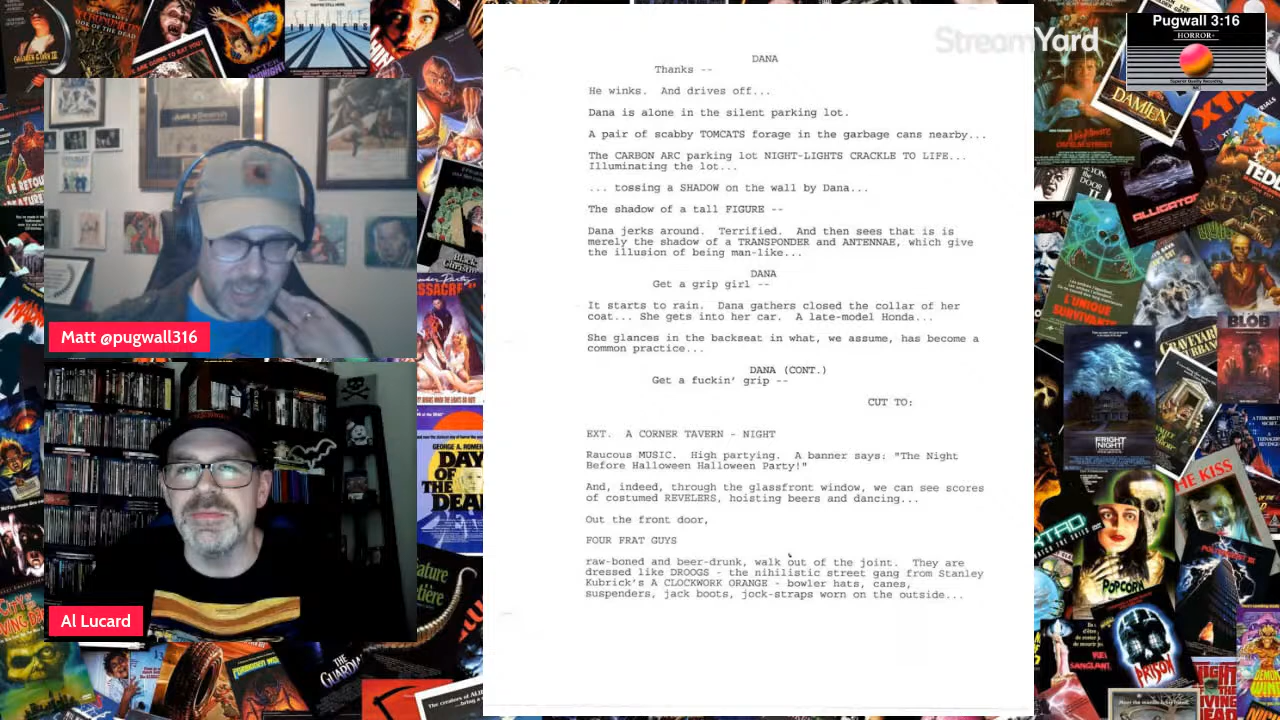 StreamYard
Pugwall 3:16
HORROR+
Superior Quality Recording
DANA
Thanks --
He winks. And drives off...
Dana is alone in the silent parking lot.
A pair of scabby TOMCATS forage in the garbage cans nearby...
The CARBON ARC parking lot NIGHT-LIGHTS CRACKLE TO LIFE...
Illuminating the lot...
... tossing a SHADOW on the wall by Dana...
The shadow of a tall FIGURE --
Dana jerks around. Terrified. And then sees that is is
merely the shadow of a TRANSPONDER and ANTENNAE, which give
the illusion of being man-like...
DANA
Get a grip girl --
It starts to rain. Dana gathers closed the collar of her
coat... She gets into her car. A late-model Honda...
She glances in the backseat in what, we assume, has become a
common practice...
DANA (CONT.)
Get a fuckin' grip --
CUT TO:
EXT. A CORNER TAVERN - NIGHT
Raucous MUSIC. High partying. A banner says: "The Night
Before Halloween Halloween Party!"
And, indeed, through the glassfront window, we can see scores
of costumed REVELERS, hoisting beers and dancing...
Out the front door,
FOUR FRAT GUYS
raw-boned and beer-drunk, walk out of the joint. They are
dressed like DROOGS - the nihilistic street gang from Stanley
Kubrick's A CLOCKWORK ORANGE - bowler hats, canes,
suspenders, jack boots, jock-straps worn on the outside...
Matt @pugwall316
Al Lucard
DAMIEN
ALLIGATOR
L'UNIQUE
SURVIVANTE
BLOB
FRIGHT
NIGHT
THE KISS
POPCORN
PRISON
GEORGE A. ROMERO
DAY
OF THE
DEAD
THE
GUARDIAN